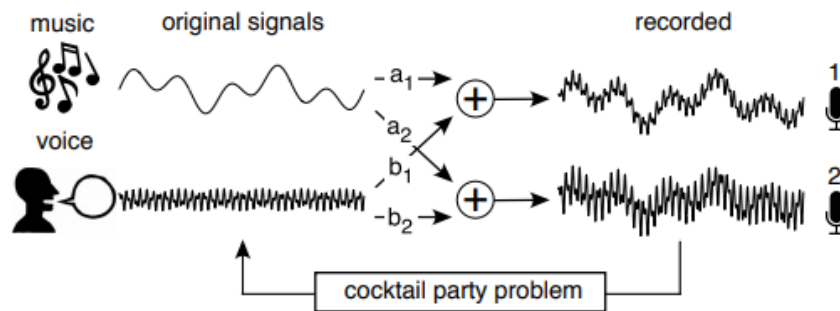 music
original signals
recorded
a1
1
a2
voice
b1
2
b2
cocktail party problem